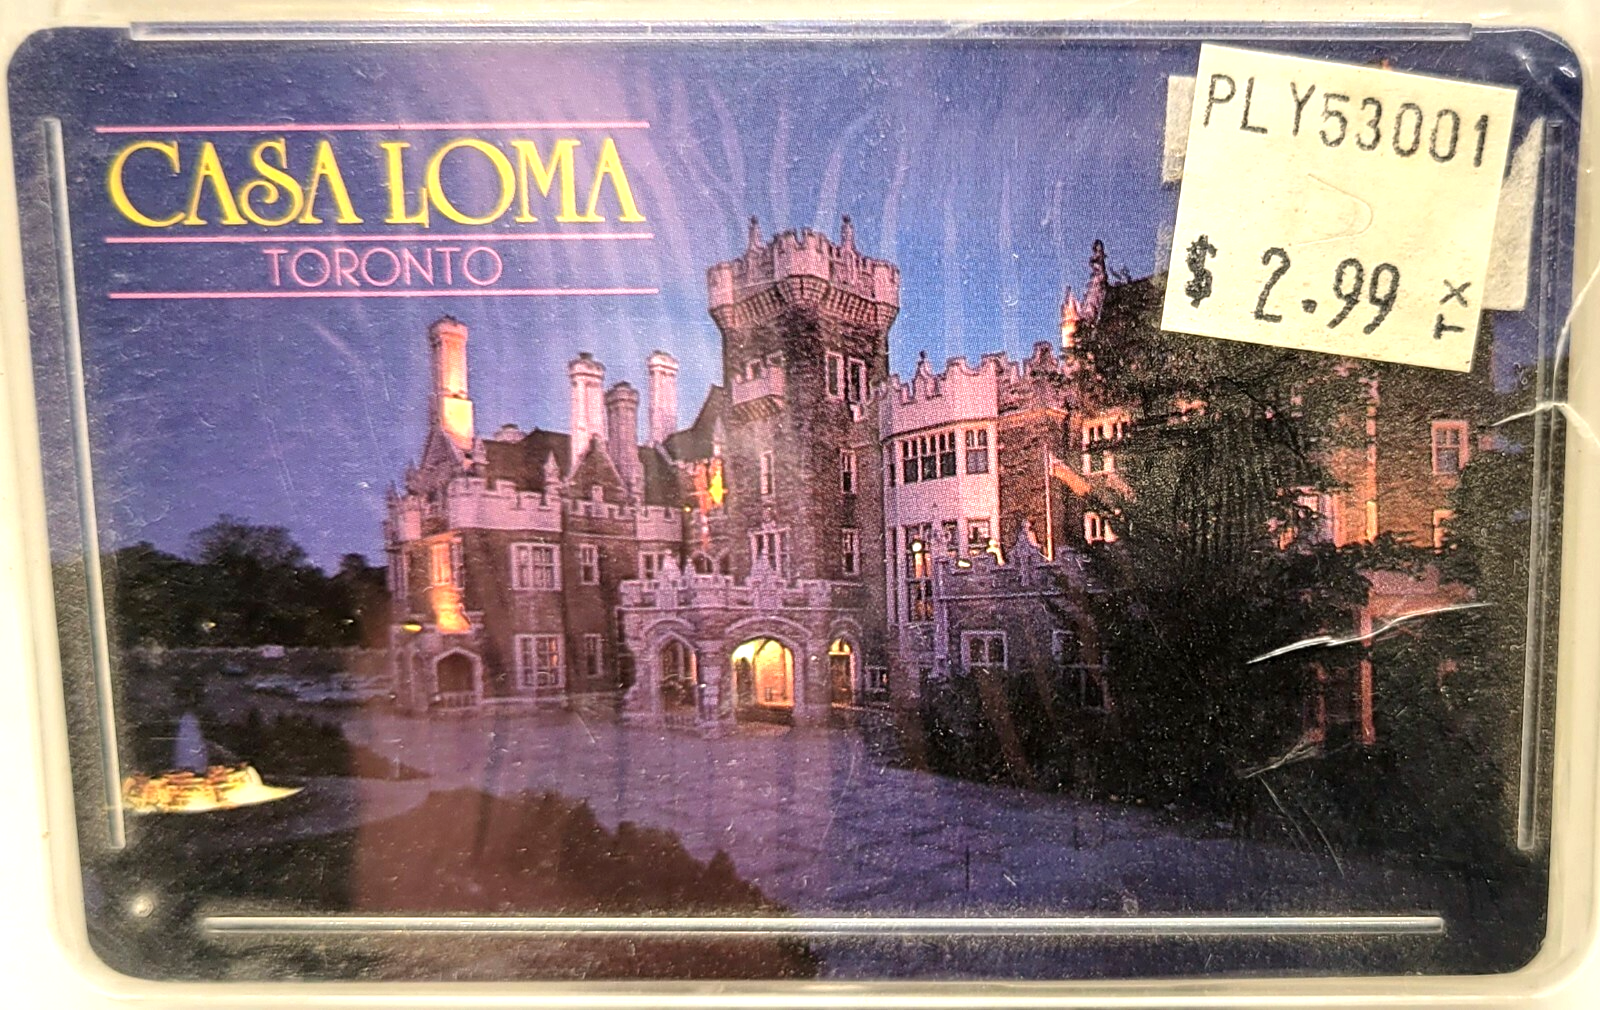 CASA LOMA
TORONTO
PLY53001
$ 2.99 TX